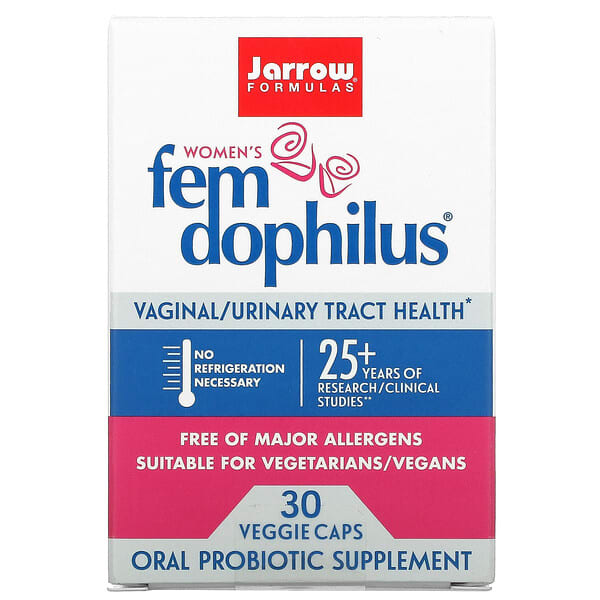 Jarrow
FORMULAS®
WOMEN'S
fem
dophilus®
VAGINAL/URINARY TRACT HEALTH*
NO
REFRIGERATION
NECESSARY
25+ YEARS OF
RESEARCH/CLINICAL
STUDIES**
FREE OF MAJOR ALLERGENS
SUITABLE FOR VEGETARIANS/VEGANS
30
VEGGIE CAPS
ORAL PROBIOTIC SUPPLEMENT